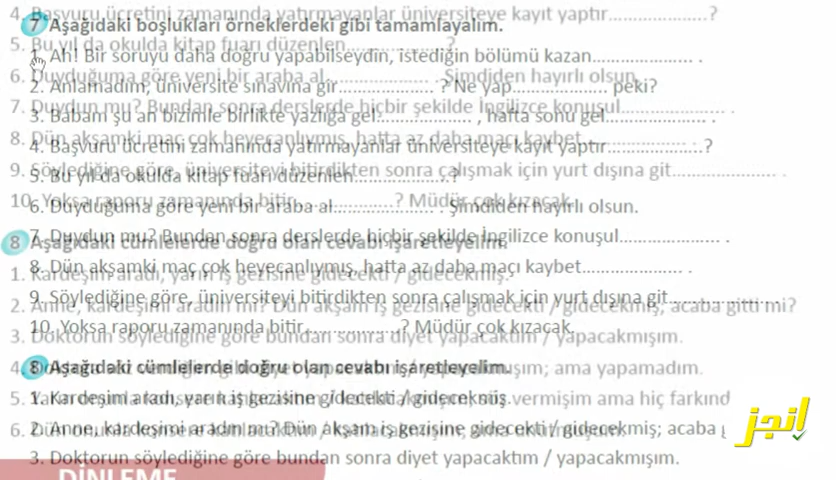 7 Aşağıdaki boşlukları örneklerdeki gibi tamamlayalım.
1. Ah! Bir soruyu daha doğru yapabilseydin, istediğin bölümü kazan..................... .
2. Anlamadım, üniversite sınavına gir.................... ? Ne yap.................... peki?
3. Babam şu an bizimle birlikte yazlığa gel.................... , hafta sonu gel..................... .
4. Başvuru ücretini zamanında yatırmayanlar üniversiteye kayıt yaptır....................?
5. Bu yıl da okulda kitap fuarı düzenlen....................?
6. Duyduğuma göre yeni bir araba al..................... . Şimdiden hayırlı olsun.
7. Duydun mu? Bundan sonra derslerde hiçbir şekilde İngilizce konuşul..................... .
8. Dün akşamki maç çok heyecanlıymış, hatta az daha maçı kaybet..................... .
9. Söylediğine göre, üniversiteyi bitirdikten sonra çalışmak için yurt dışına git..................... .
10. Yoksa raporu zamanında bitir....................? Müdür çok kızacak.
8 Aşağıdaki cümlelerde doğru olan cevabı işaretleyelim.
1. Kardeşim aradı, yarın iş gezisine gidecekti / gidecekmiş.
2. Anne, kardeşimi aradın mı? Dün akşam iş gezisine gidecekti / gidecekmiş; acaba
3. Doktorun söylediğine göre bundan sonra diyet yapacaktım / yapacakmışım.
DİNLEME
انجز